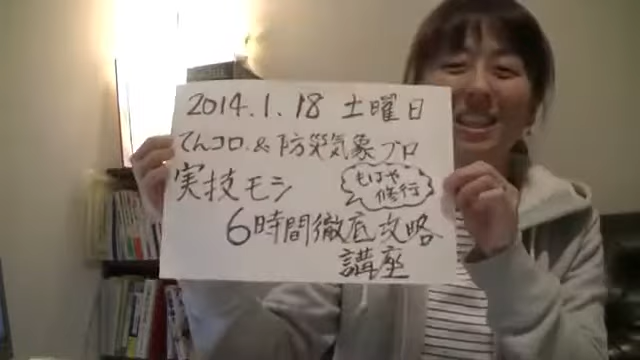 2014.1.18 土曜日
てんコロ.&防災気象プロ
実技モシ
もはや
修行
6時間徹底攻略
講座